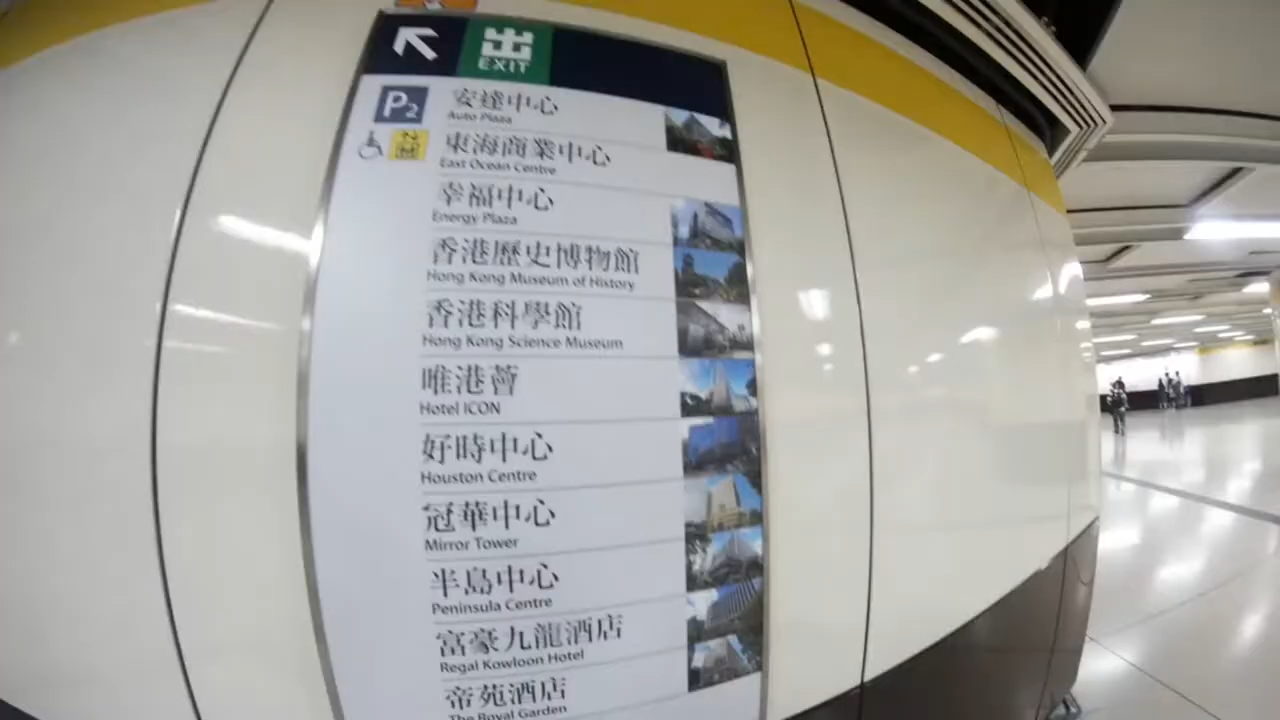 出
EXIT
P2
安達中心
Auto Plaza
東海商業中心
East Ocean Centre
幸福中心
Energy Plaza
香港歷史博物館
Hong Kong Museum of History
香港科學館
Hong Kong Science Museum
唯港薈
Hotel ICON
好時中心
Houston Centre
冠華中心
Mirror Tower
半島中心
Peninsula Centre
富豪九龍酒店
Regal Kowloon Hotel
帝苑酒店
The Royal Garden